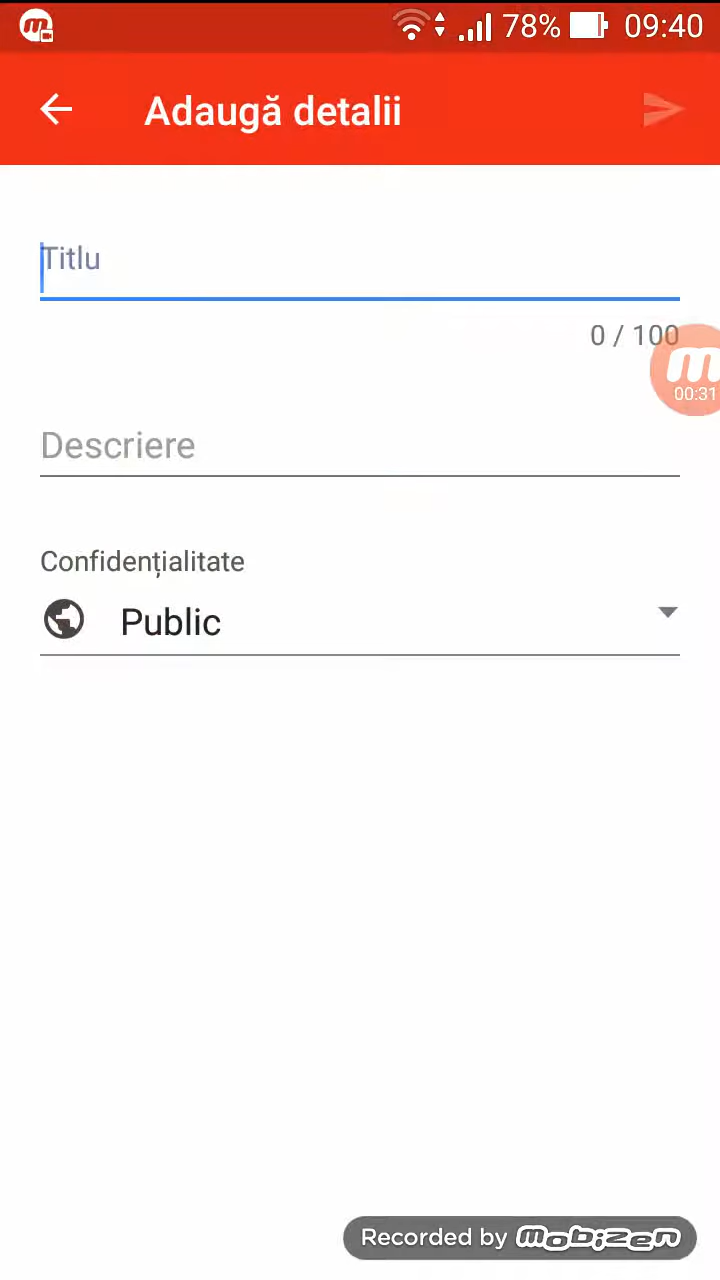 78% 09:40
Adaugă detalii
Titlu
0 / 100
m
00:31
Descriere
Confidențialitate
Public
Recorded by mobizen